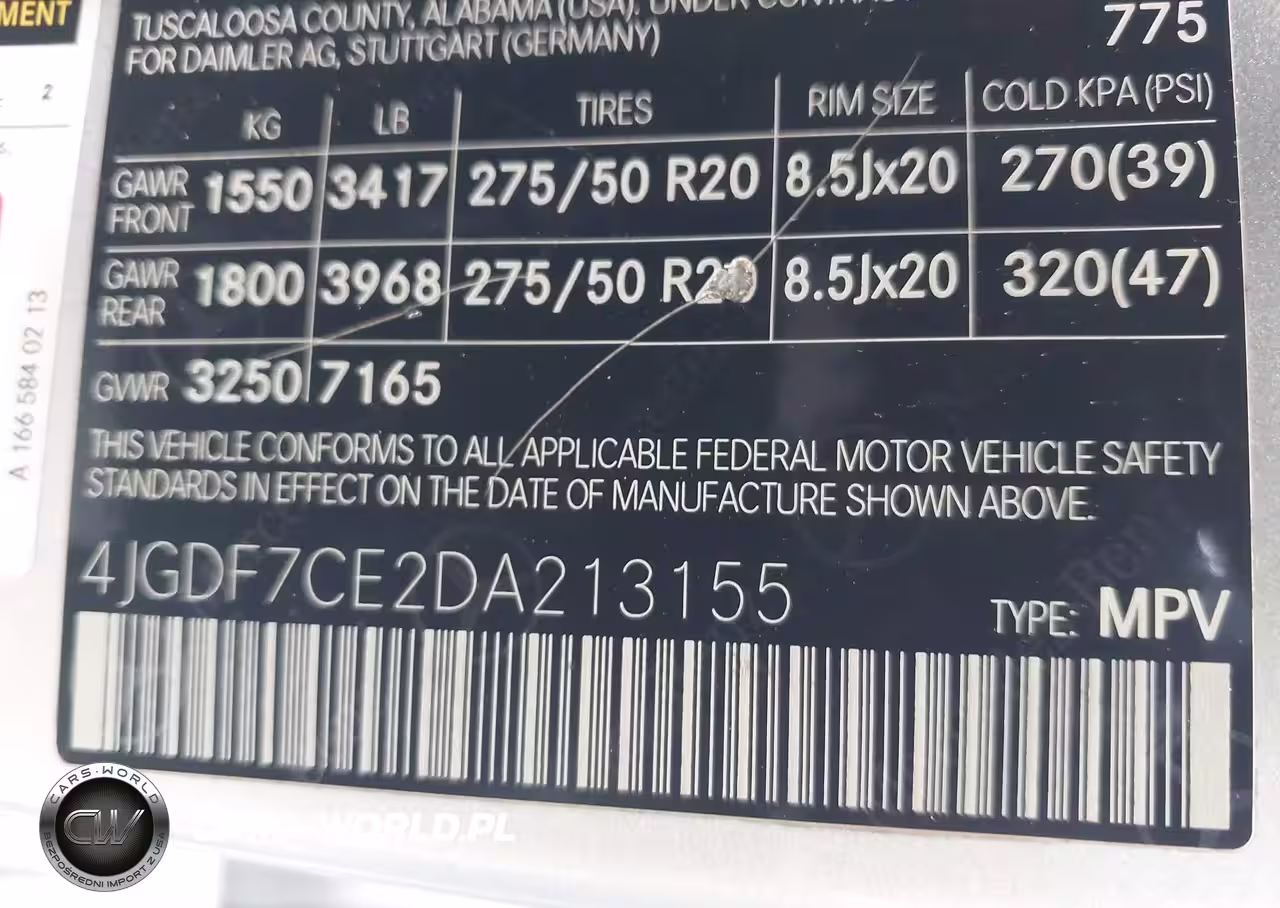 MENT
2
A 166 584 02 13
TUSCALOOSA COUNTY, ALABAMA (USA), UNDER
FOR DAIMLER AG, STUTTGART (GERMANY)
775
KG LB TIRES RIM SIZE COLD KPA (PSI)
GAWR FRONT 1550 3417 275/50 R20 8.5Jx20 270(39)
GAWR REAR 1800 3968 275/50 R20 8.5Jx20 320(47)
GVWR 3250 7165
THIS VEHICLE CONFORMS TO ALL APPLICABLE FEDERAL MOTOR VEHICLE SAFETY
STANDARDS IN EFFECT ON THE DATE OF MANUFACTURE SHOWN ABOVE.
4JGDF7CE2DA213155
TYPE: MPV
CARS-WORLD
CW
BEZPOŚREDNI IMPORT Z USA
WORLD.PL